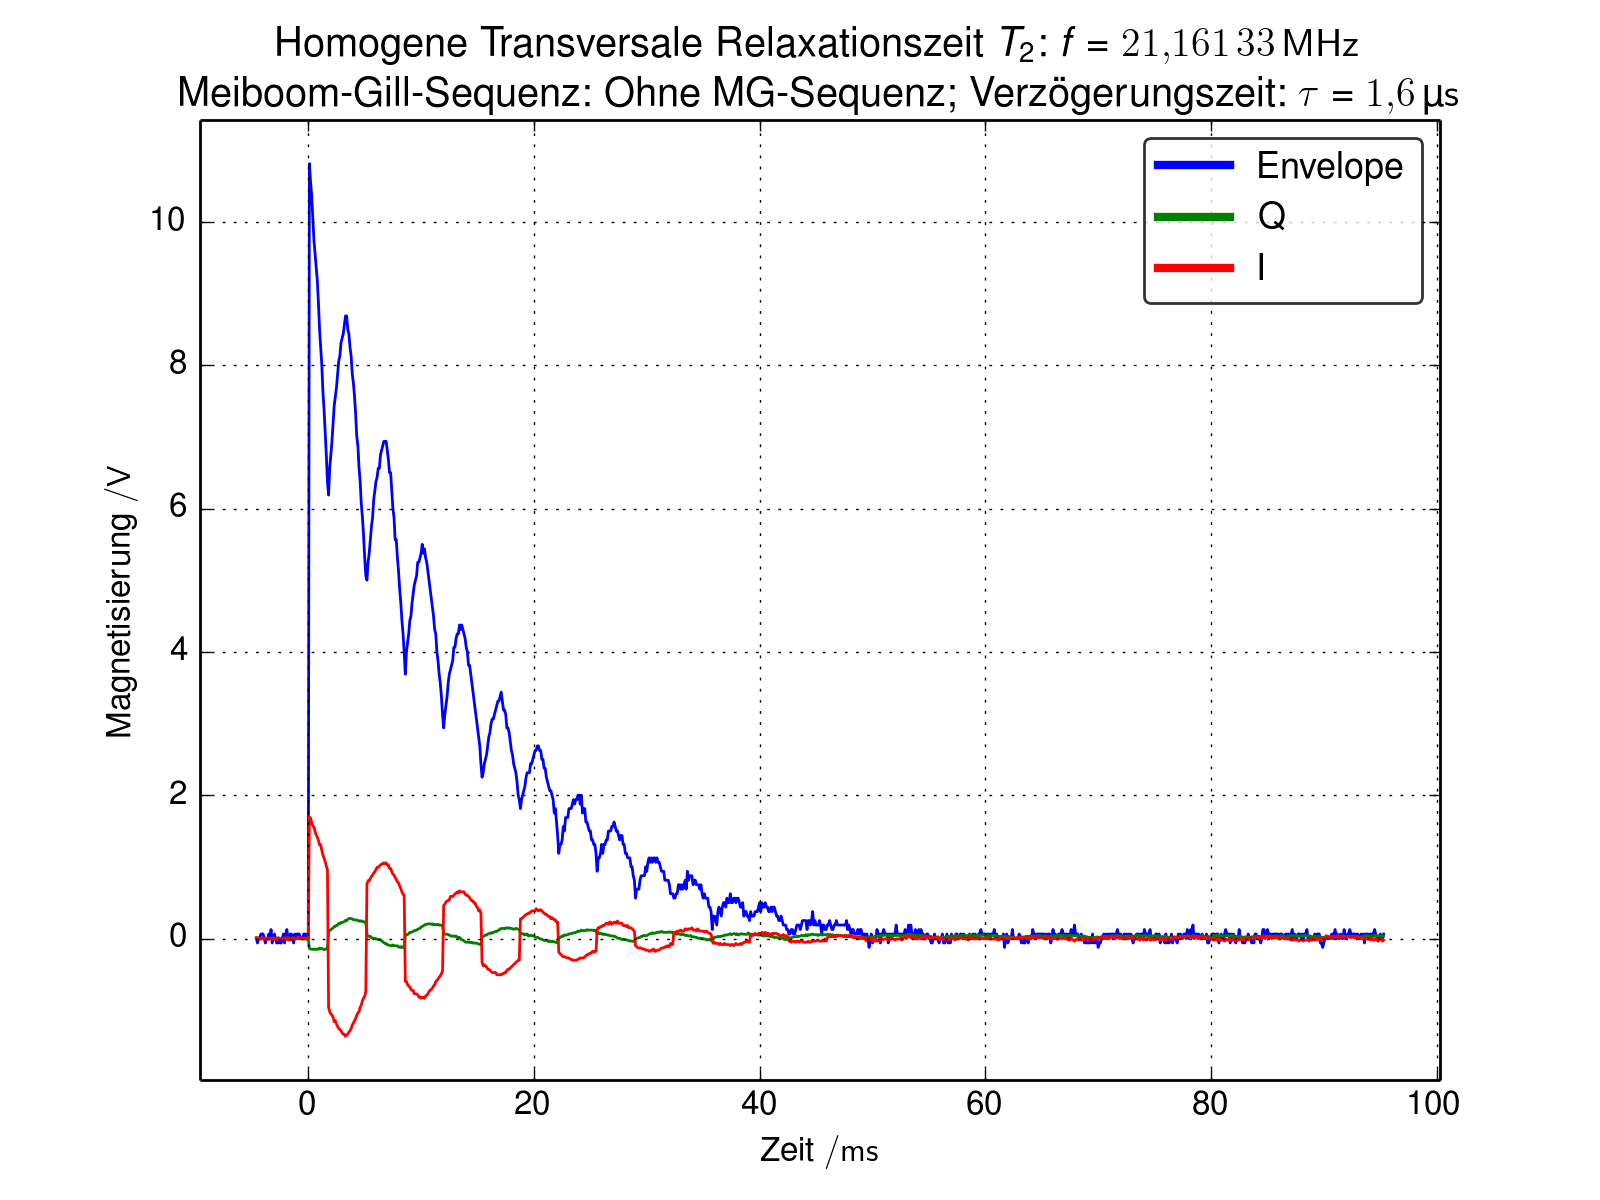 Homogene Transversale Relaxationszeit T₂: f = 21,161 33 MHz
Meiboom-Gill-Sequenz: Ohne MG-Sequenz; Verzögerungszeit: τ = 1,6 µs
Envelope
Q
I
10
8
6
4
2
0
Magnetisierung /V
0 20 40 60 80 100
Zeit /ms